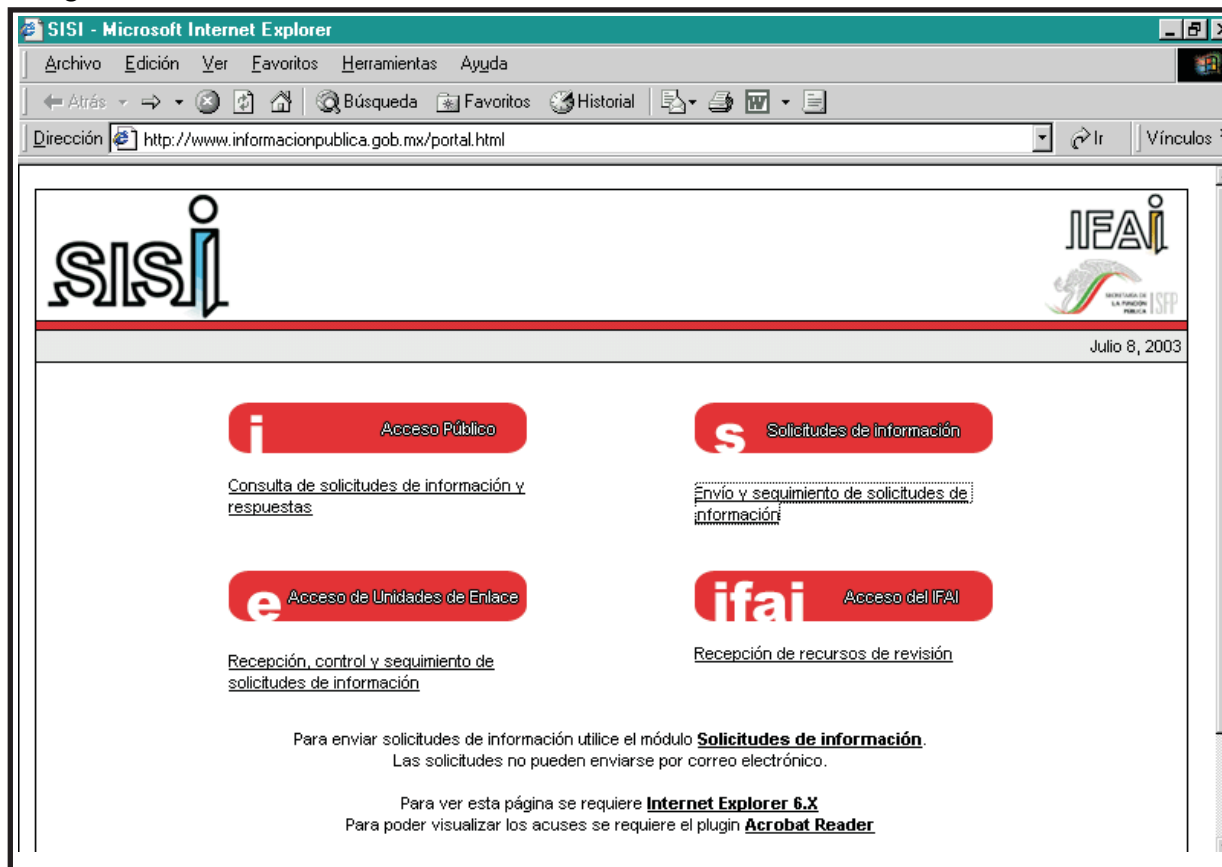 SISI - Microsoft Internet Explorer
Archivo Edición Ver Favoritos Herramientas Ayuda
Atrás Búsqueda Favoritos Historial
Dirección http://www.informacionpublica.gob.mx/portal.html Ir Vínculos
sisi
IFAI
SECRETARÍA DE
LA FUNCIÓN
PÚBLICA
SFP
Julio 8, 2003
i Acceso Público
s Solicitudes de información
Consulta de solicitudes de información y
respuestas
Envío y seguimiento de solicitudes de
información
e Acceso de Unidades de Enlace
ifai Acceso del IFAI
Recepción, control y seguimiento de
solicitudes de información
Recepción de recursos de revisión
Para enviar solicitudes de información utilice el módulo Solicitudes de información.
Las solicitudes no pueden enviarse por correo electrónico.
Para ver esta página se requiere Internet Explorer 6.X
Para poder visualizar los acuses se requiere el plugin Acrobat Reader